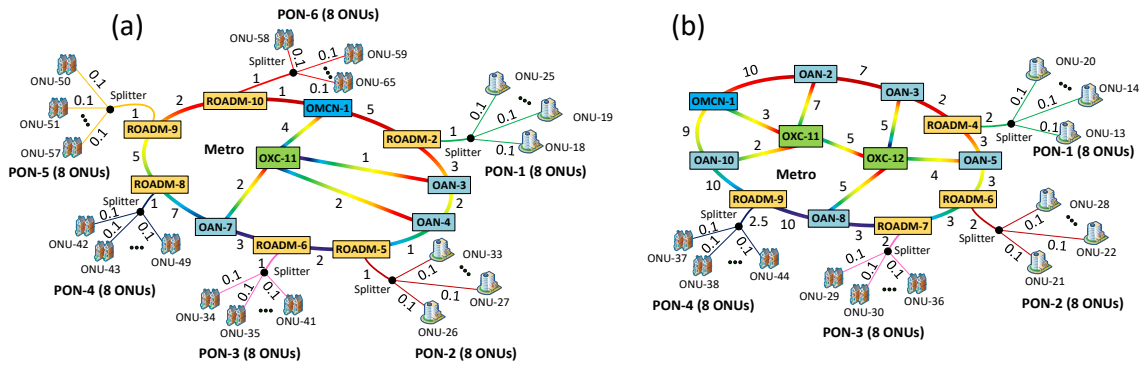 (a)
PON-6 (8 ONUs)
ONU-58
0.1
0.1
ONU-59
Splitter
ONU-65
0.1
1
ONU-50
0.1
PON-5 (8 ONUs)
ONU-51
0.1
Splitter
ONU-57
0.1
1
2
ROADM-10
1
OMCN-1
5
ROADM-9
ROADM-2
1
Splitter
ONU-25
0.1
ONU-19
0.1
ONU-18
0.1
PON-1 (8 ONUs)
Metro
4
OXC-11
1
3
OAN-3
5
2
2
2
ROADM-8
OAN-4
7
OAN-7
1
Splitter
0.1
ONU-42
0.1
ONU-43
0.1
ONU-49
PON-4 (8 ONUs)
3
ROADM-6
2
ROADM-5
1
1
Splitter
0.1
ONU-34
0.1
ONU-35
0.1
ONU-41
PON-3 (8 ONUs)
1
Splitter
ONU-33
0.1
0.1
ONU-27
0.1
ONU-26
PON-2 (8 ONUs)
(b)
10
OAN-2
7
OMCN-1
OAN-3
7
3
5
2
9
OXC-11
5
OXC-12
ROADM-4
2
Splitter
ONU-20
0.1
ONU-14
0.1
ONU-13
0.1
PON-1 (8 ONUs)
OAN-10
2
3
OAN-5
4
Metro
10
5
3
ROADM-9
OAN-8
ROADM-7
ROADM-6
10
3
3
2.5
Splitter
0.1
ONU-37
0.1
ONU-38
0.1
ONU-44
PON-4 (8 ONUs)
2
Splitter
0.1
ONU-29
0.1
ONU-30
0.1
ONU-36
PON-3 (8 ONUs)
2
Splitter
ONU-28
0.1
0.1
ONU-22
0.1
ONU-21
PON-2 (8 ONUs)